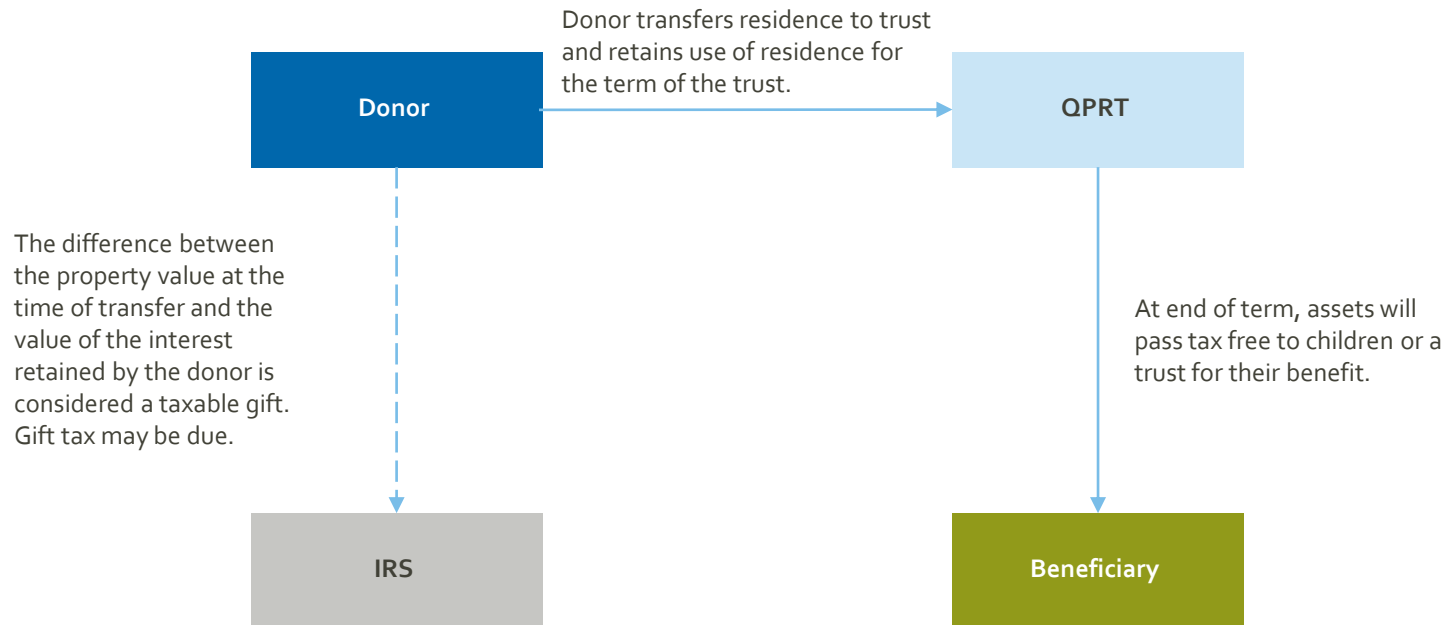 Donor transfers residence to trust
and retains use of residence for
the term of the trust.
Donor
QPRT
The difference between
the property value at the
time of transfer and the
value of the interest
retained by the donor is
considered a taxable gift.
Gift tax may be due.
At end of term, assets will
pass tax free to children or a
trust for their benefit.
IRS
Beneficiary